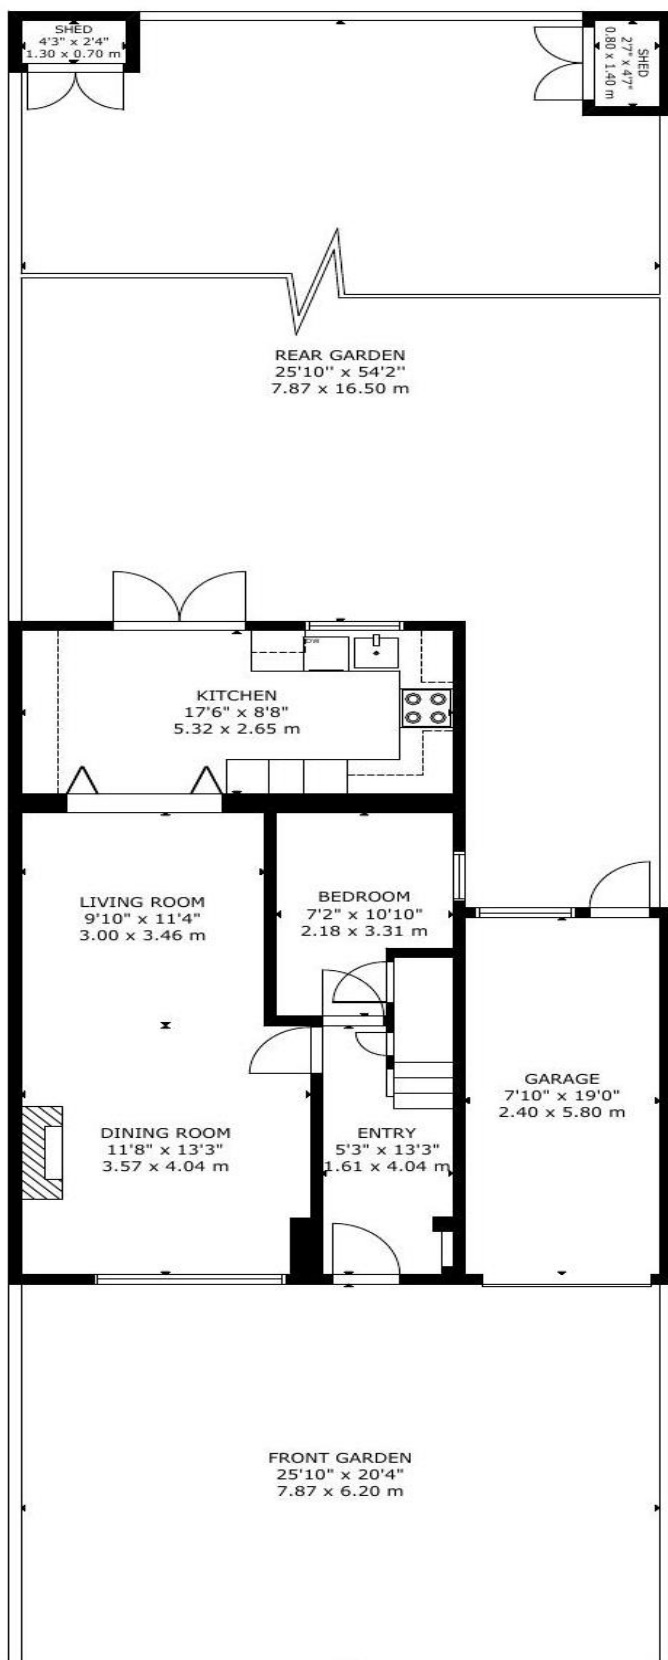 SHED
4'3" x 2'4"
1.30 x 0.70 m
SHED
2'7" x 4'7"
0.80 x 1.40 m
REAR GARDEN
25'10" x 54'2"
7.87 x 16.50 m
DW
KITCHEN
17'6" x 8'8"
5.32 x 2.65 m
LIVING ROOM
9'10" x 11'4"
3.00 x 3.46 m
BEDROOM
7'2" x 10'10"
2.18 x 3.31 m
GARAGE
7'10" x 19'0"
2.40 x 5.80 m
DINING ROOM
11'8" x 13'3"
3.57 x 4.04 m
ENTRY
5'3" x 13'3"
1.61 x 4.04 m
FRONT GARDEN
25'10" x 20'4"
7.87 x 6.20 m